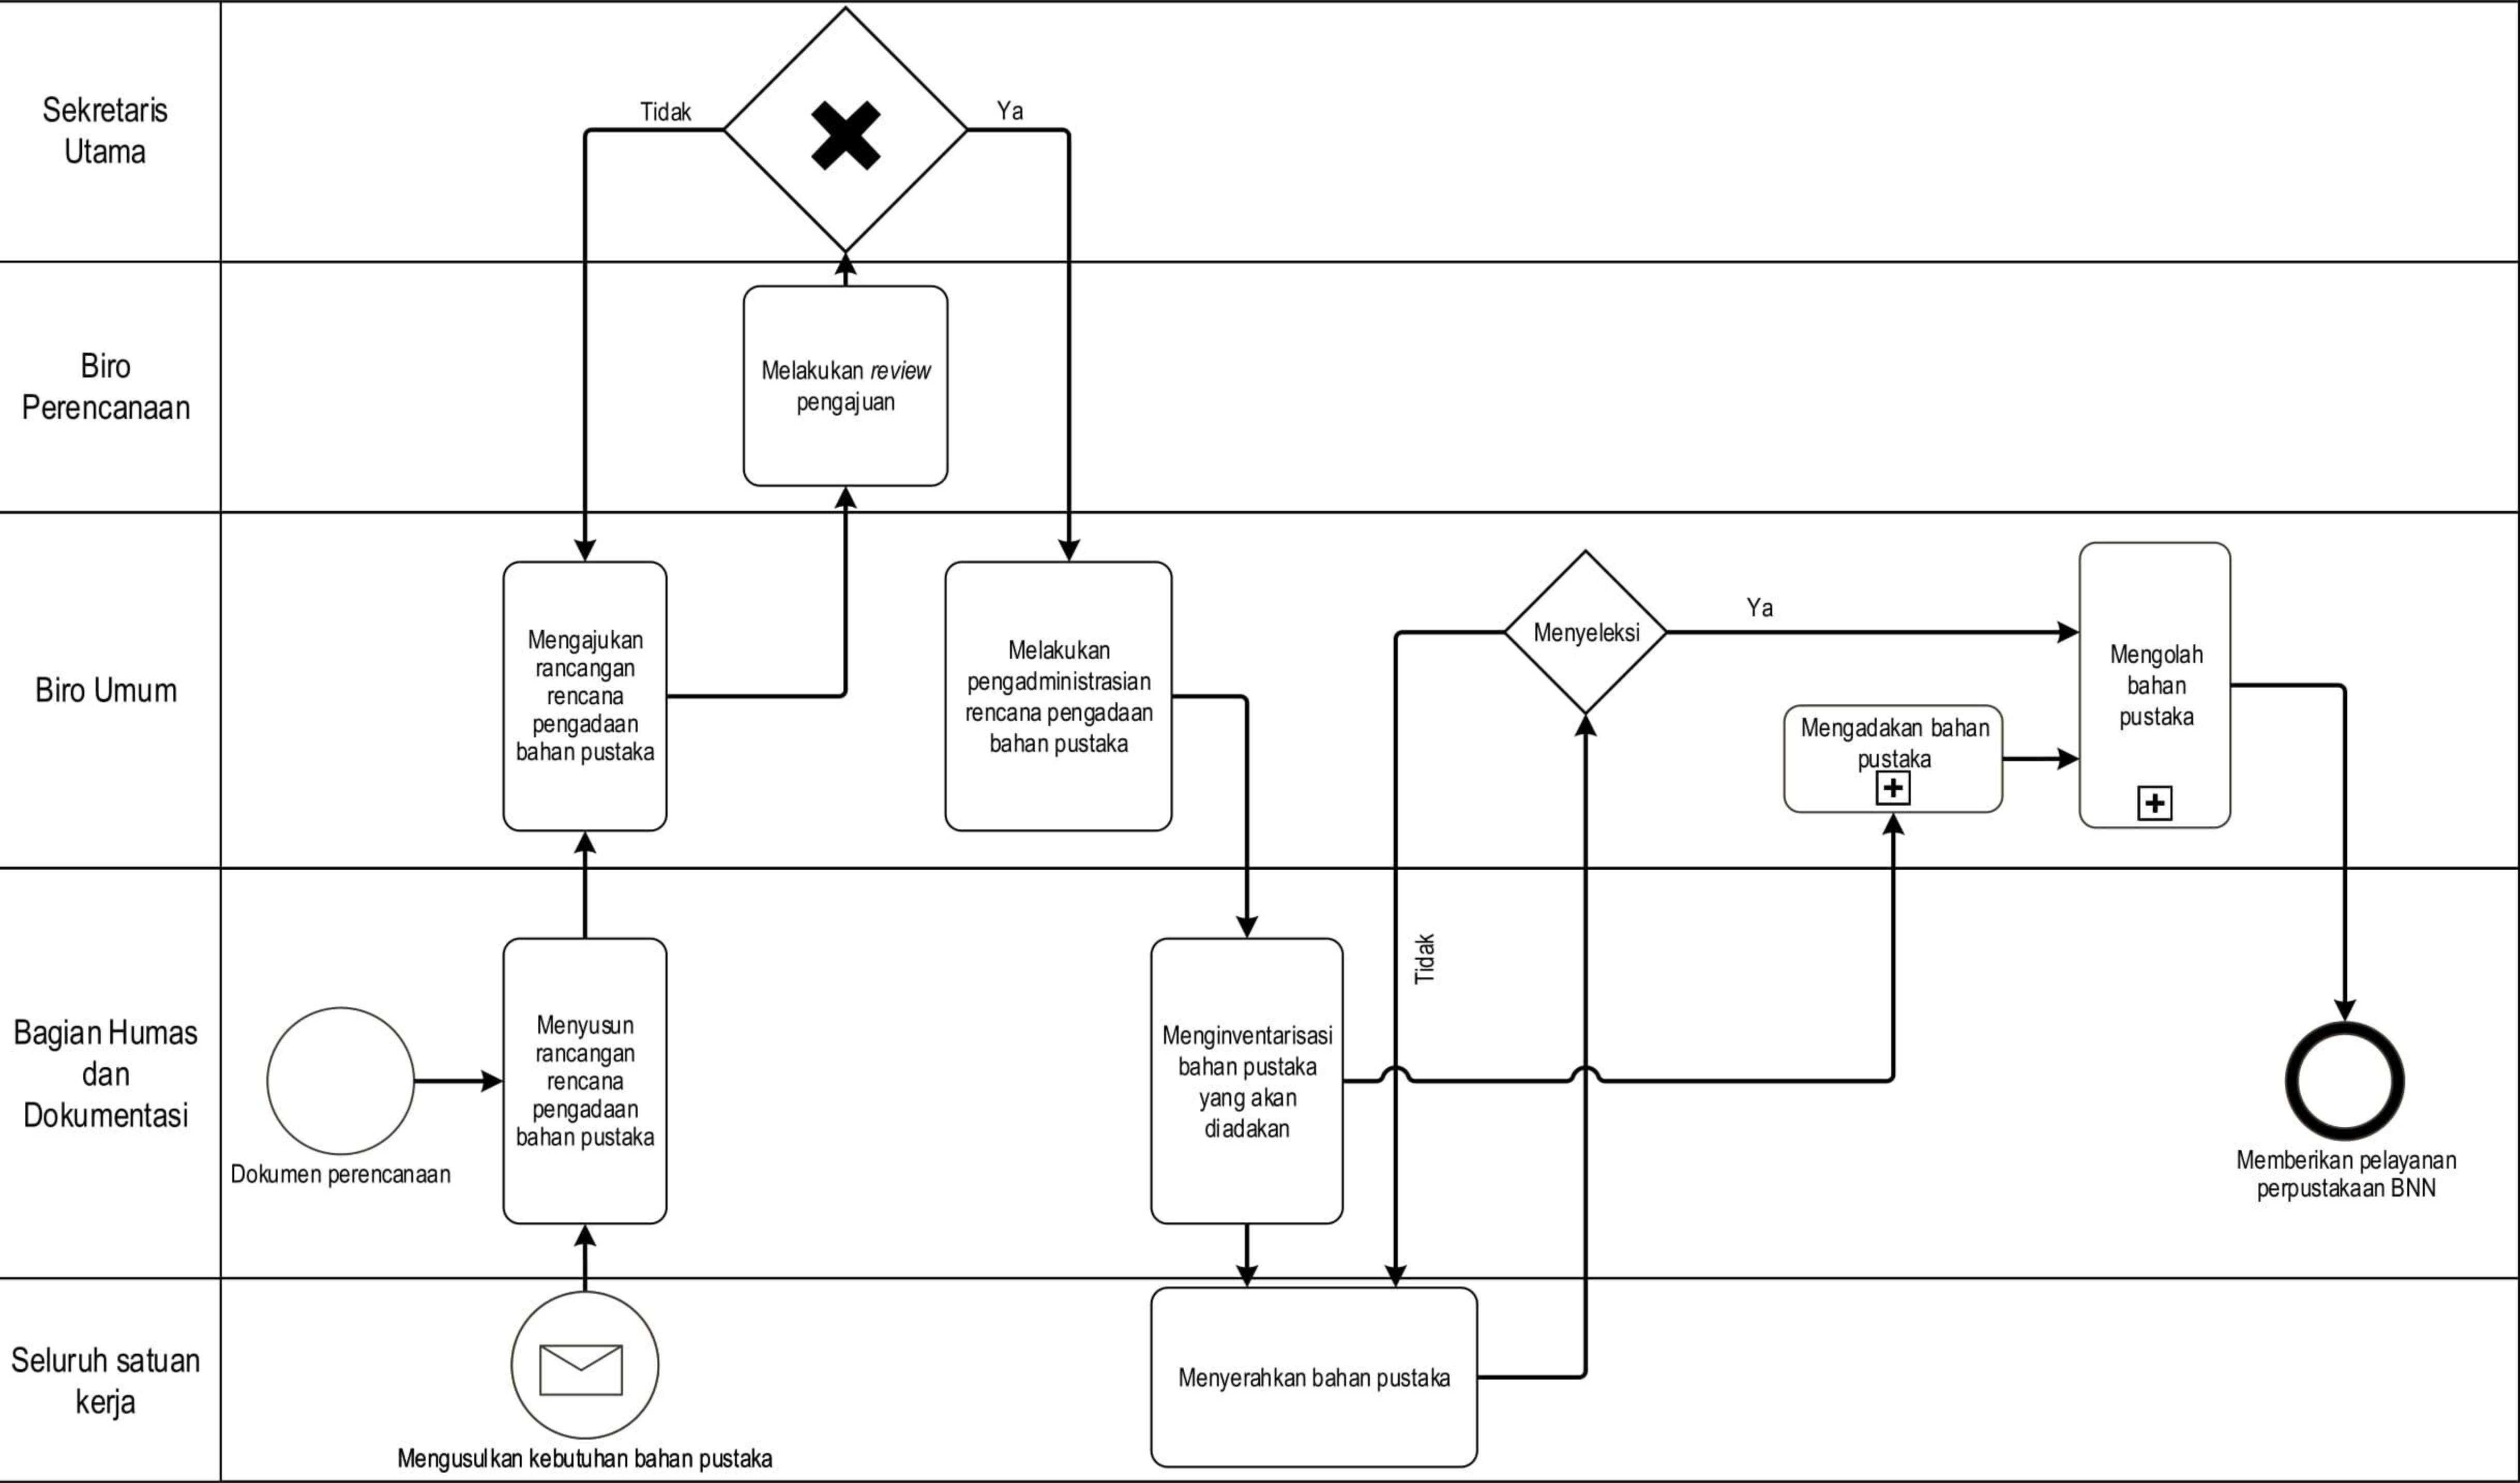 Sekretaris
Utama
Tidak
Ya
Biro
Perencanaan
Melakukan review
pengajuan
Biro Umum
Mengajukan
rancangan
rencana
pengadaan
bahan pustaka
Melakukan
pengadministrasian
rencana pengadaan
bahan pustaka
Menyeleksi
Ya
Tidak
Mengadakan bahan
pustaka
Mengolah
bahan
pustaka
Bagian Humas
dan
Dokumentasi
Dokumen perencanaan
Menyusun
rancangan
rencana
pengadaan
bahan pustaka
Menginventarisasi
bahan pustaka
yang akan
diadakan
Memberikan pelayanan
perpustakaan BNN
Seluruh satuan
kerja
Mengusulkan kebutuhan bahan pustaka
Menyerahkan bahan pustaka